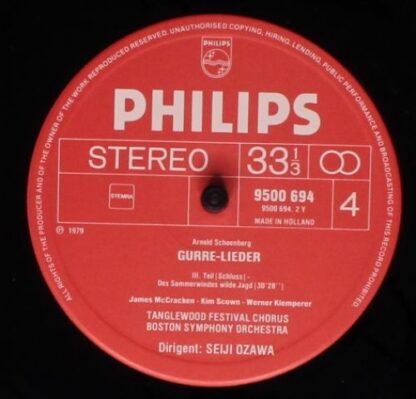 ALL RIGHTS OF THE PRODUCER AND OF THE OWNER OF THE WORK REPRODUCED RESERVED. UNAUTHORISED COPYING, HIRING, LENDING, PUBLIC PERFORMANCE AND BROADCASTING OF THIS RECORD PROHIBITED
PHILIPS
PHILIPS
STEREO 33 1/3
STEMRA
9500 694
9500 694.2 Y
MADE IN HOLLAND
4
℗ 1979
Arnold Schoenberg
GURRE-LIEDER
III. Teil (Schluss) -
Des Sommerwindes wilde Jagd (30'28'')
James McCracken - Kim Scown - Werner Klemperer
TANGLEWOOD FESTIVAL CHORUS
BOSTON SYMPHONY ORCHESTRA
Dirigent: SEIJI OZAWA